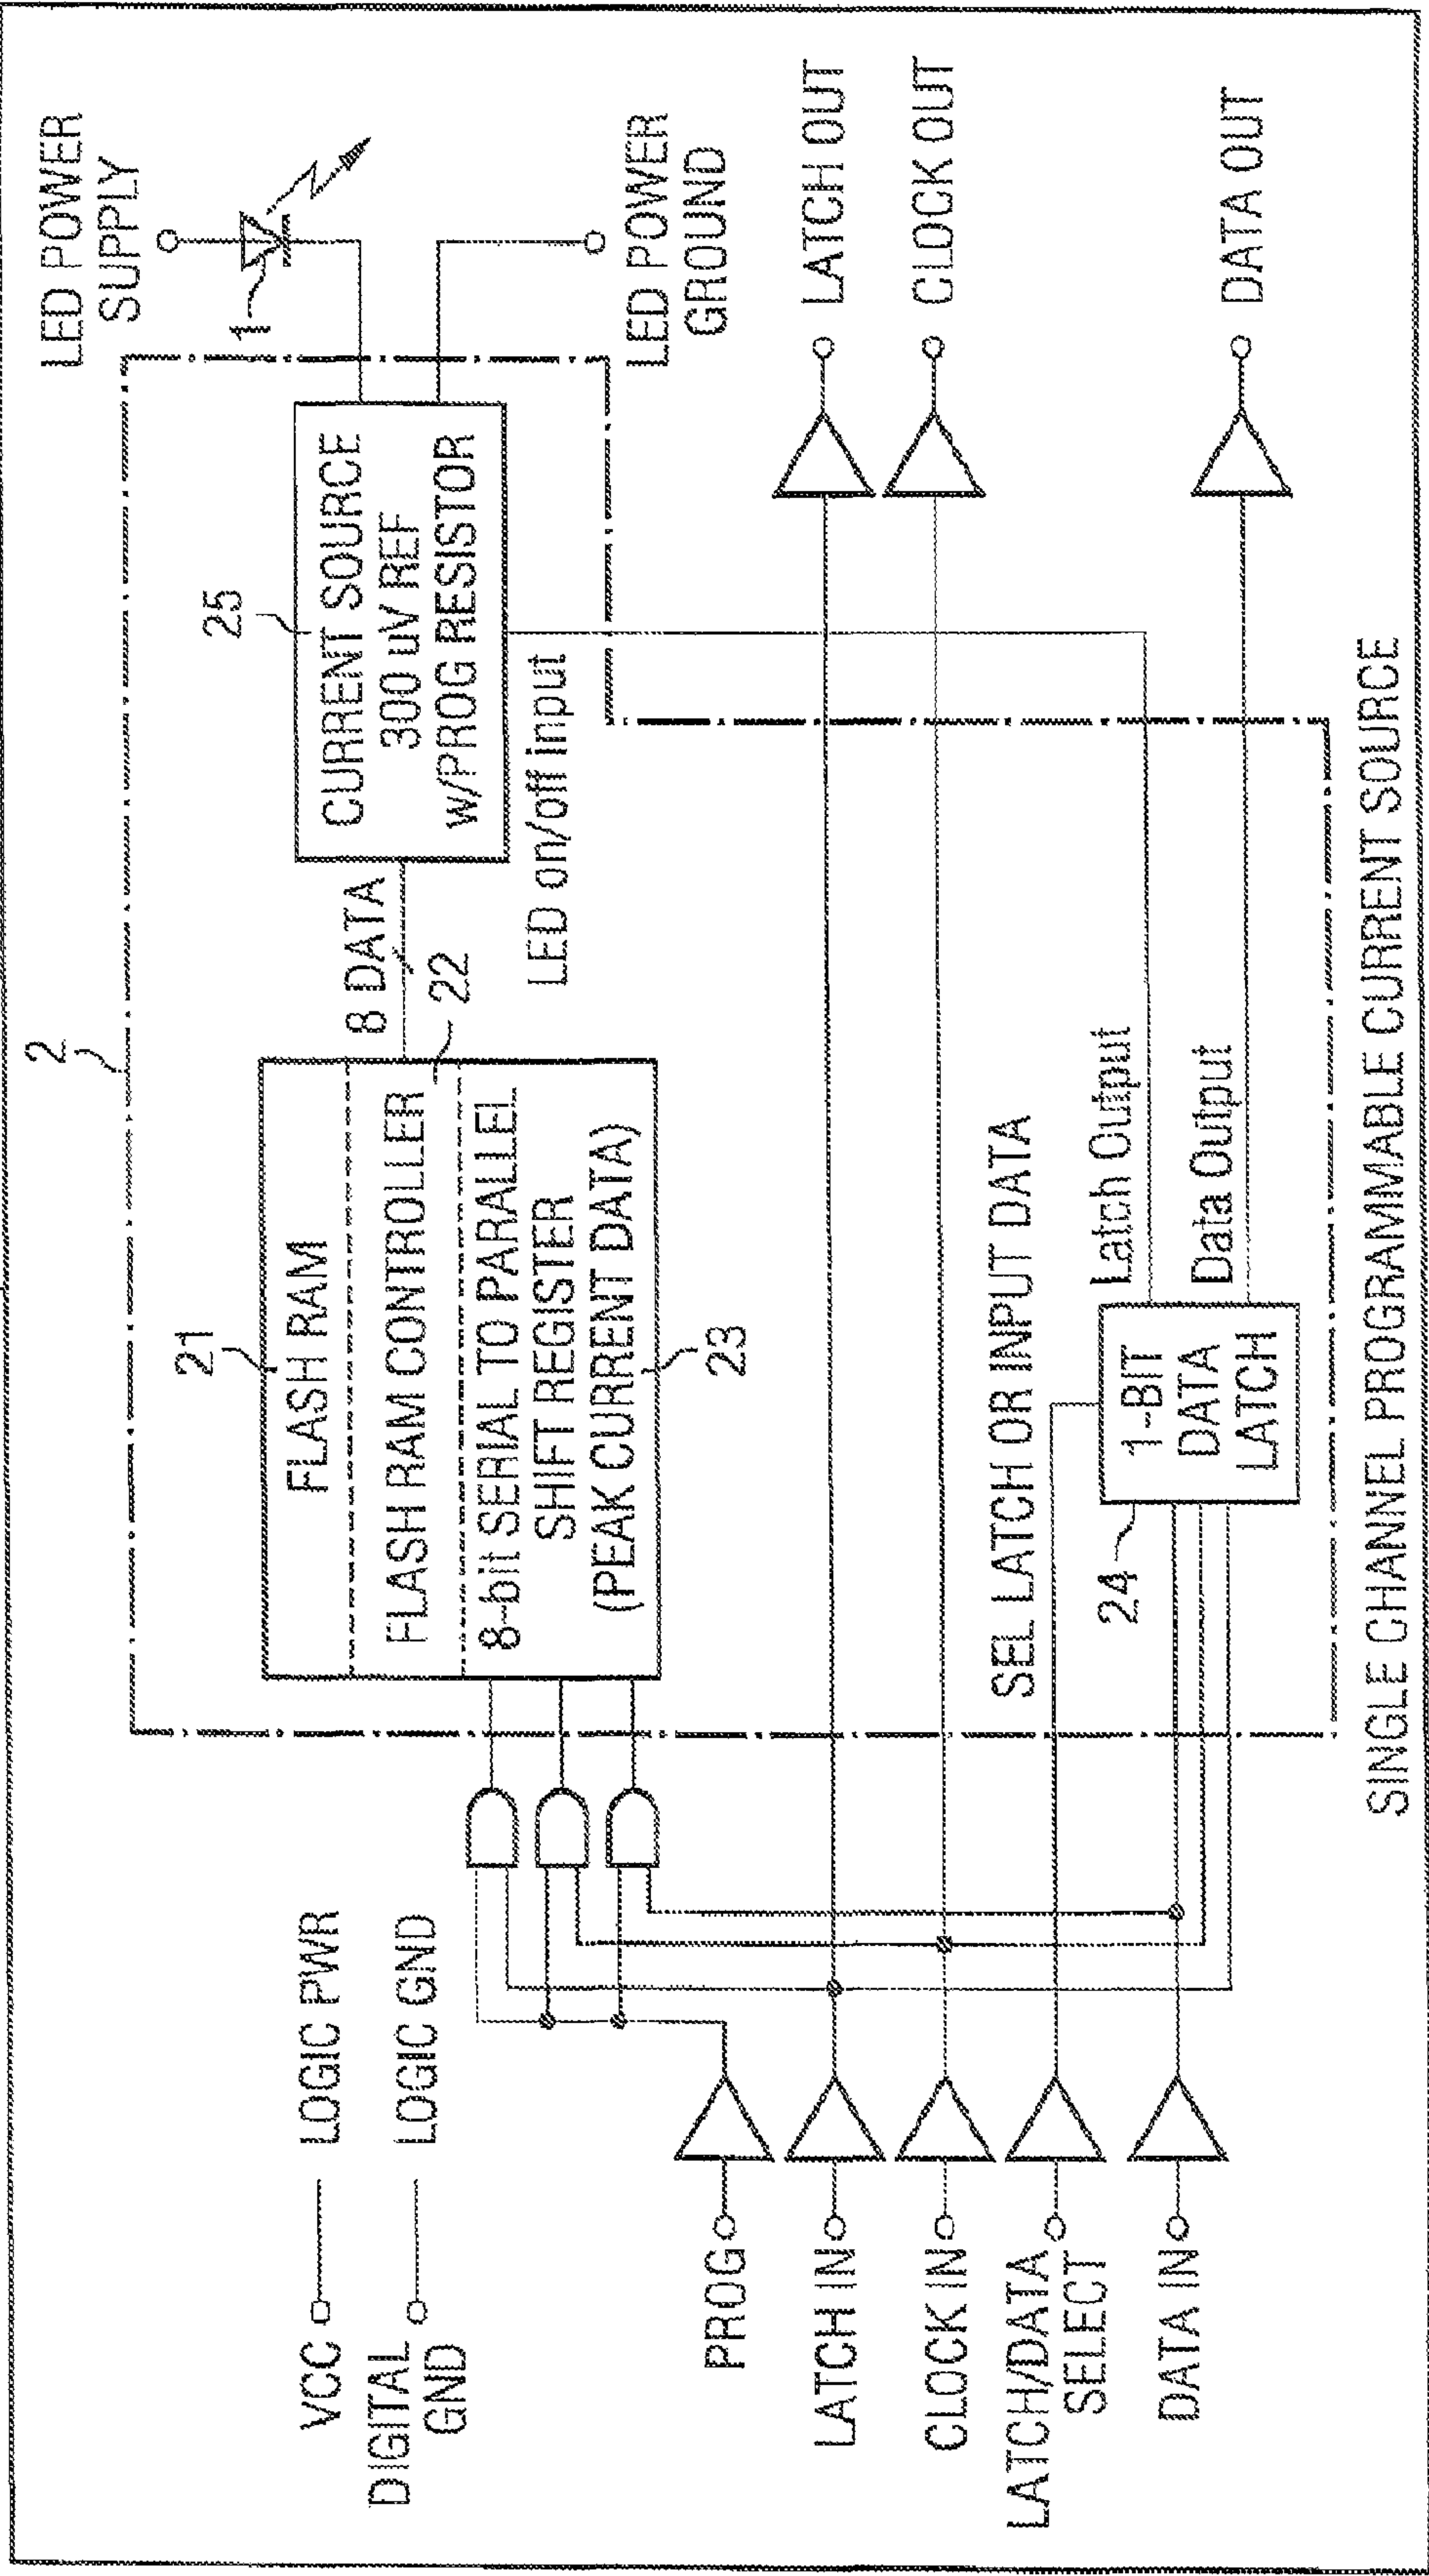 VCC
LOGIC PWR
DIGITAL
GND
LOGIC GND
PROG
LATCH IN
CLOCK IN
LATCH/DATA
SELECT
DATA IN
2
21
FLASH RAM
FLASH RAM CONTROLLER
22
8-bit SERIAL TO PARALLEL
SHIFT REGISTER
(PEAK CURRENT DATA)
23
8 DATA
25
CURRENT SOURCE
300 uV REF
w/PROG RESISTOR
LED on/off input
LED POWER
SUPPLY
1
LED POWER
GROUND
LATCH OUT
CLOCK OUT
DATA OUT
SEL LATCH OR INPUT DATA
24
1-BIT
DATA
LATCH
Latch Output
Data Output
SINGLE CHANNEL PROGRAMMABLE CURRENT SOURCE